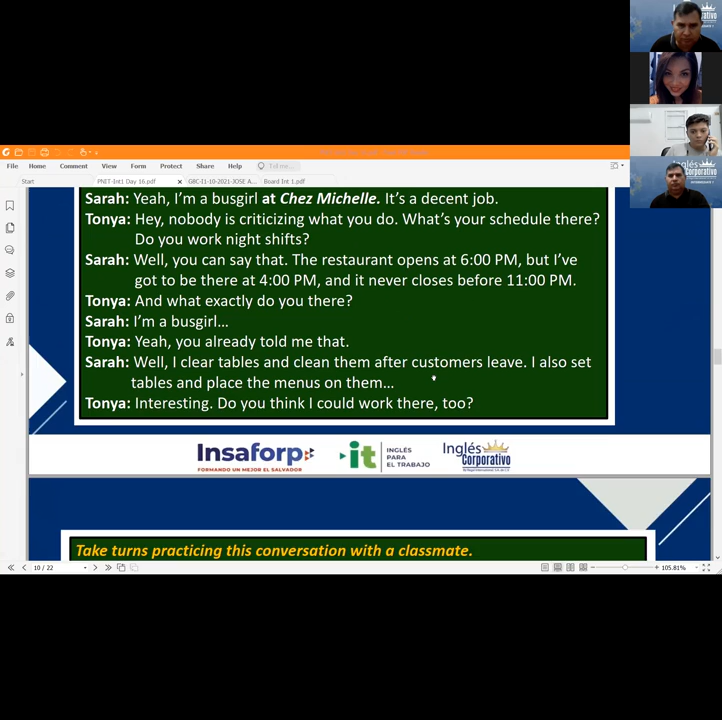 File Home Comment View Form Protect Share Help Tell me...
Start PNIT-Int1 Day 16.pdf GBC-I1-10-2021-JOSE A... Board Int 1.pdf
Sarah: Yeah, I'm a busgirl at Chez Michelle. It's a decent job.
Tonya: Hey, nobody is criticizing what you do. What's your schedule there?
Do you work night shifts?
Sarah: Well, you can say that. The restaurant opens at 6:00 PM, but I've
got to be there at 4:00 PM, and it never closes before 11:00 PM.
Tonya: And what exactly do you there?
Sarah: I'm a busgirl...
Tonya: Yeah, you already told me that.
Sarah: Well, I clear tables and clean them after customers leave. I also set
tables and place the menus on them...
Tonya: Interesting. Do you think I could work there, too?
Insaforp
FORMANDO UN MEJOR EL SALVADOR
it
INGLÉS
PARA
EL TRABAJO
Inglés
Corporativo
Take turns practicing this conversation with a classmate.
10 / 22
105.81%